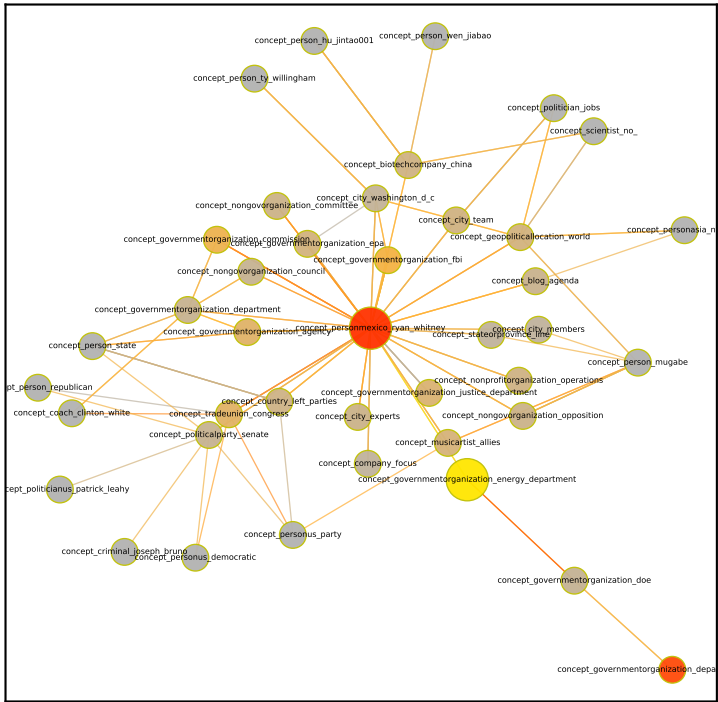 concept_person_wen_jiabao
concept_person_hu_jintao001
concept_person_ty_willingham
concept_politician_jobs
concept_scientist_no_
concept_biotechcompany_china
concept_city_washington_d_c
concept_nongovorganization_committee
concept_city_team
concept_personasia_n
concept_geopoliticallocation_world
concept_governmentorganization_commission
concept_governmentorganization_epa
concept_governmentorganization_fbi
concept_nongovorganization_council
concept_blog_agenda
concept_governmentorganization_department
concept_personmexico_ryan_whitney
concept_city_members
concept_governmentorganization_agency
concept_stateorprovince_line
concept_person_state
concept_person_mugabe
concept_nonprofitorganization_operations
pt_person_republican
concept_governmentorganization_justice_department
concept_country_left_parties
concept_coach_clinton_white
concept_tradeunion_congress
concept_city_experts
concept_nongovorganization_opposition
concept_politicalparty_senate
concept_musicartist_allies
concept_company_focus
concept_governmentorganization_energy_department
cept_politicianus_patrick_leahy
concept_personus_party
concept_criminal_joseph_bruno
concept_personus_democratic
concept_governmentorganization_doe
concept_governmentorganization_depa